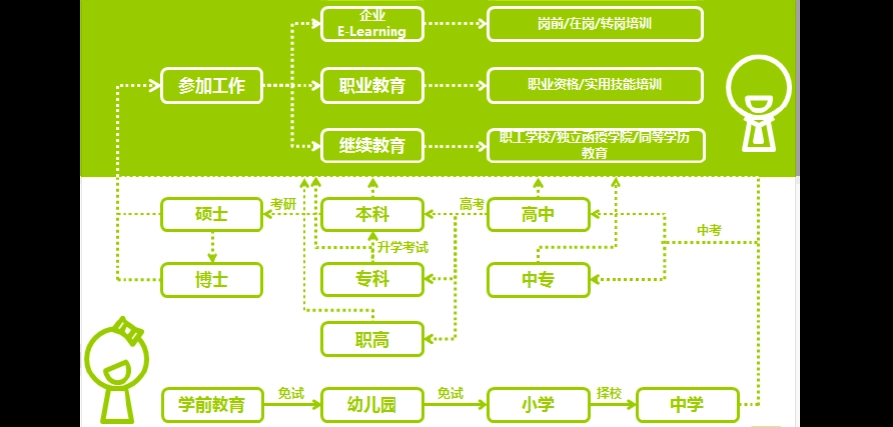 企业
E-Learning
岗前/在岗/转岗培训
参加工作
职业教育
职业资格/实用技能培训
继续教育
职工学校/独立函授学院/同等学历
教育
硕士
考研
本科
高考
高中
中考
升学考试
博士
专科
中专
职高
学前教育
免试
幼儿园
免试
小学
择校
中学